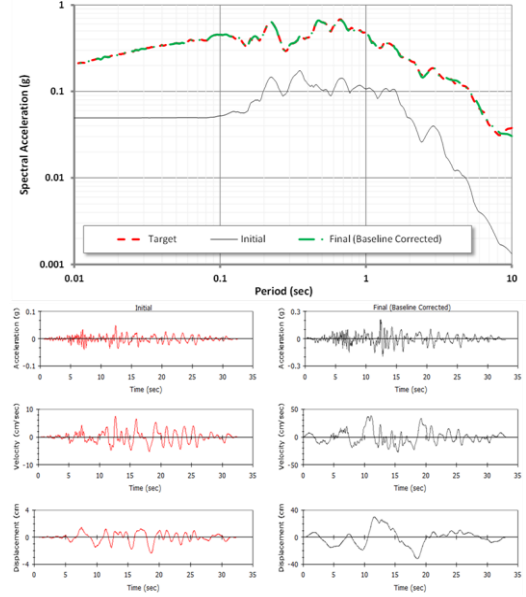 1
0.1
0.01
0.001
Spectral Acceleration (g)
Target
Initial
Final (Baseline Corrected)
0.01 0.1 1 10
Period (sec)
Initial
Acceleration (g)
0.1
0
-0.1
0 5 10 15 20 25 30 35
Time (sec)
Final (Baseline Corrected)
Acceleration (g)
0.3
0
-0.3
0 5 10 15 20 25 30 35
Time (sec)
Velocity (cm/sec)
10
0
-10
0 5 10 15 20 25 30 35
Time (sec)
Velocity (cm/sec)
50
0
-50
0 5 10 15 20 25 30 35
Time (sec)
Displacement (cm
4
0
-4
0 5 10 15 20 25 30 35
Time (sec)
Displacement (cm
40
0
-40
0 5 10 15 20 25 30 35
Time (sec)